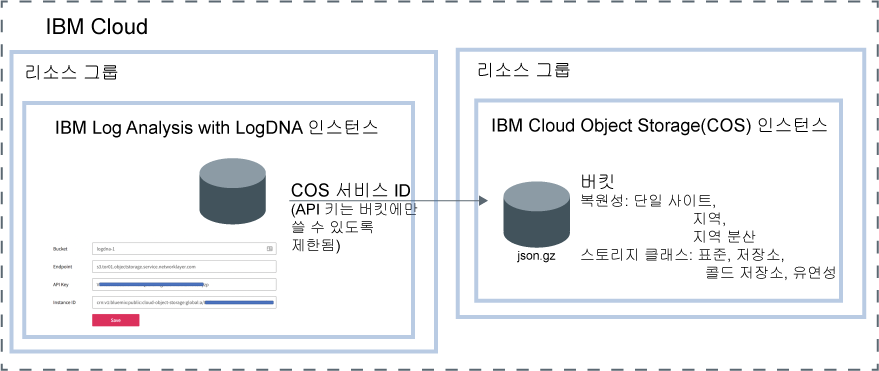 IBM Cloud
리소스 그룹
IBM Log Analysis with LogDNA 인스턴스
COS 서비스 ID
(API 키는 버킷에만
쓸 수 있도록
제한됨)
Bucket
logdna-1
Endpoint
s3.tor01.objectstorage.service.networklayer.com
API Key
Instance ID
crn:v1:bluemix:public:cloud-object-storage:global:a/
Save
리소스 그룹
IBM Cloud Object Storage(COS) 인스턴스
json.gz
버킷
복원성: 단일 사이트,
지역,
지역 분산
스토리지 클래스: 표준, 저장소,
콜드 저장소, 유연성